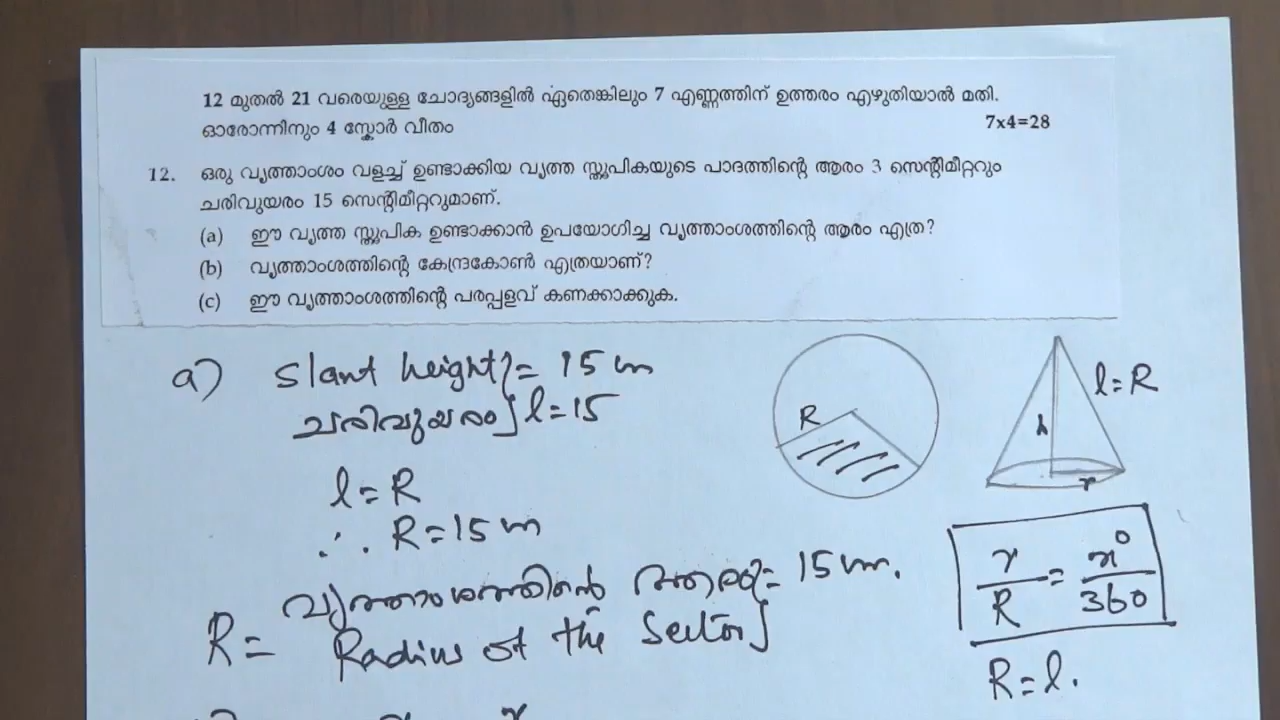 12 മുതൽ 21 വരെയുള്ള ചോദ്യങ്ങളിൽ ഏതെങ്കിലും 7 എണ്ണത്തിന് ഉത്തരം എഴുതിയാൽ മതി.
ഓരോന്നിനും 4 സ്കോർ വീതം 7x4=28
12. ഒരു വൃത്താംശം വളച്ച് ഉണ്ടാക്കിയ വൃത്ത സ്തൂപികയുടെ പാദത്തിന്റെ ആരം 3 സെന്റീമീറ്ററും
ചരിവുയരം 15 സെന്റീമീറ്ററുമാണ്.
(a) ഈ വൃത്ത സ്തൂപിക ഉണ്ടാക്കാൻ ഉപയോഗിച്ച വൃത്താംശത്തിന്റെ ആരം എത്ര?
(b) വൃത്താംശത്തിന്റെ കേന്ദ്രകോൺ എത്രയാണ്?
(c) ഈ വൃത്താംശത്തിന്റെ പരപ്പളവ് കണക്കാക്കുക.
a) Slant height = 15 cm
ചരിവുയരം l=15
R
l=R
h
r
l=R
∴ R=15 cm
r/R = x°/360
വൃത്താംശത്തിൻെ ആരം = 15 cm.
R = Radius of the Sector
R=l.